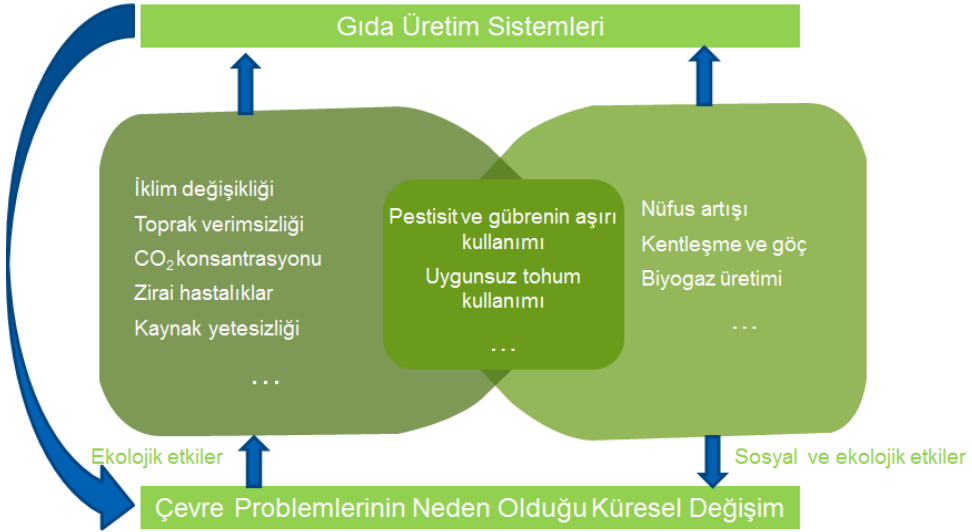 Gıda Üretim Sistemleri
İklim değişikliği
Toprak verimsizliği
CO₂ konsantrasyonu
Zirai hastalıklar
Kaynak yetesizliği
...
Pestisit ve gübrenin aşırı
kullanımı
Uygunsuz tohum
kullanımı
...
Nüfus artışı
Kentleşme ve göç
Biyogaz üretimi
...
Ekolojik etkiler
Sosyal ve ekolojik etkiler
Çevre Problemlerinin Neden Olduğu Küresel Değişim